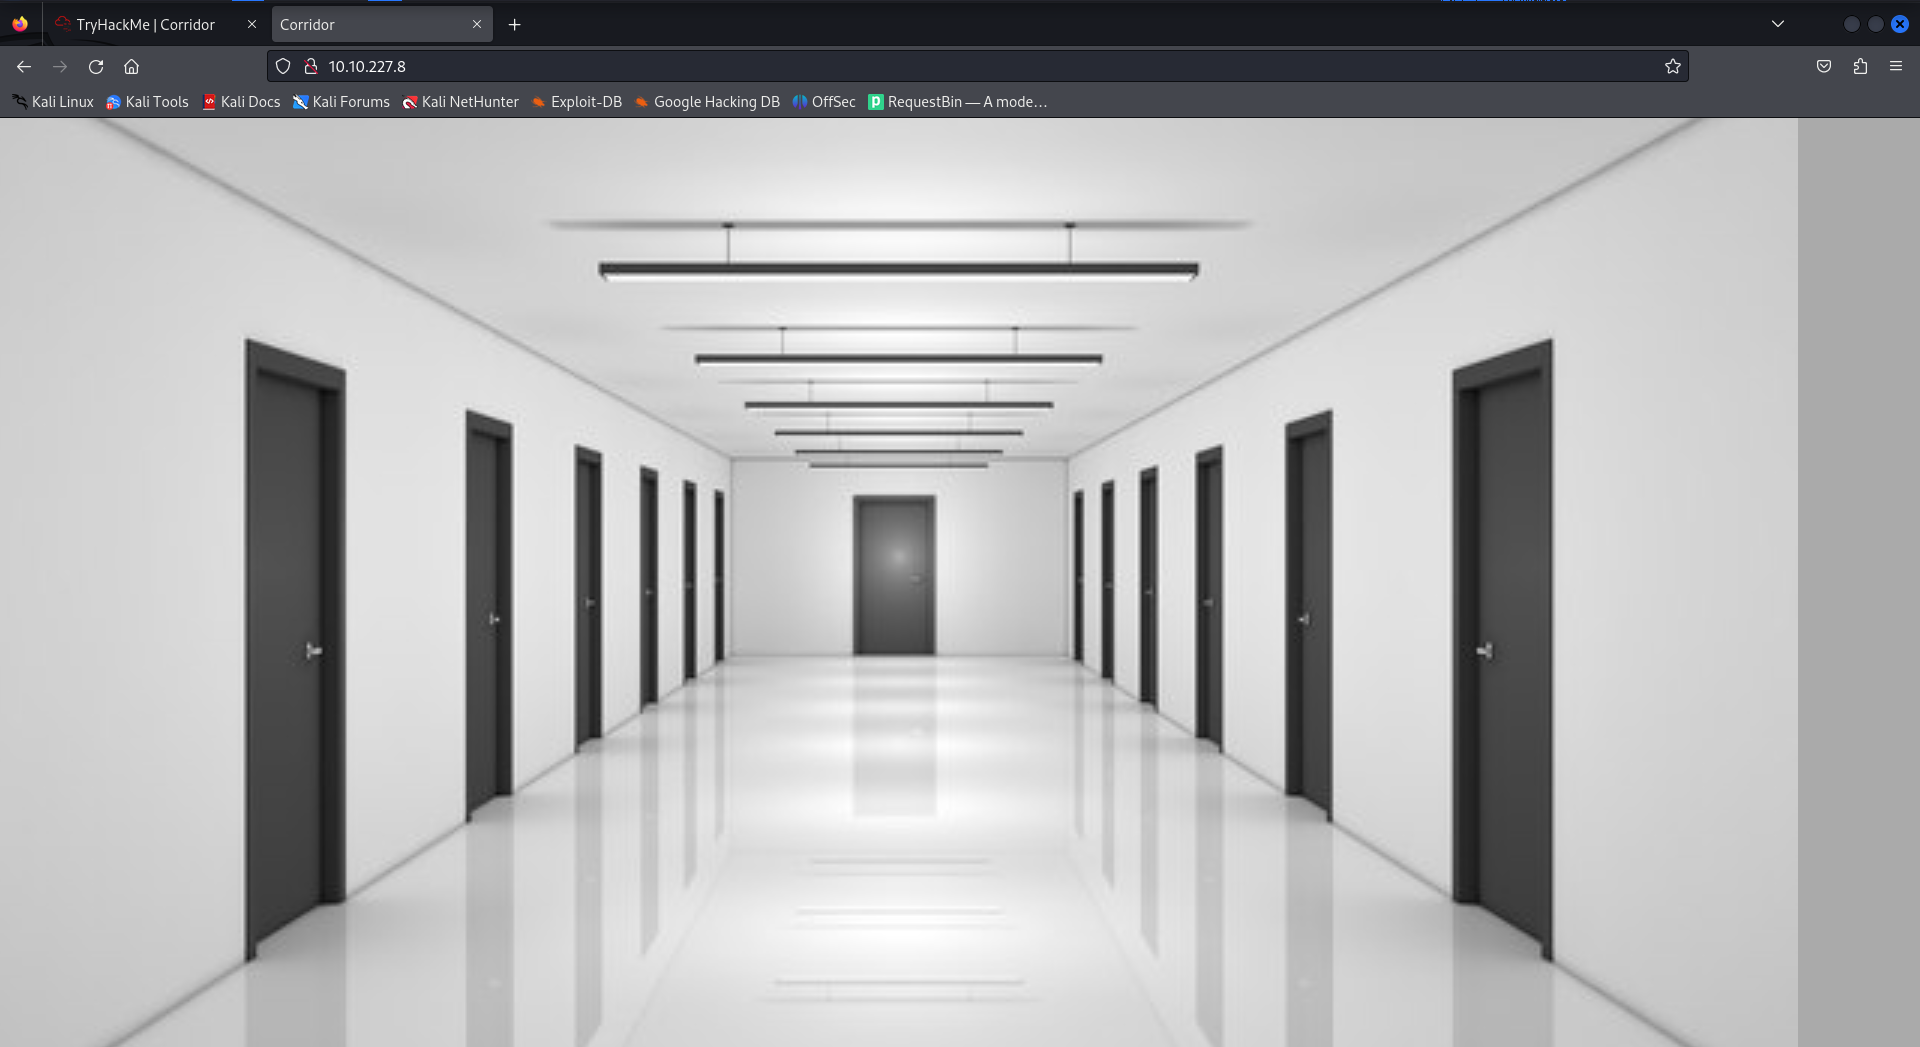 TryHackMe | Corridor
Corridor
10.10.227.8
Kali Linux
Kali Tools
Kali Docs
Kali Forums
Kali NetHunter
Exploit-DB
Google Hacking DB
OffSec
RequestBin — A mode…